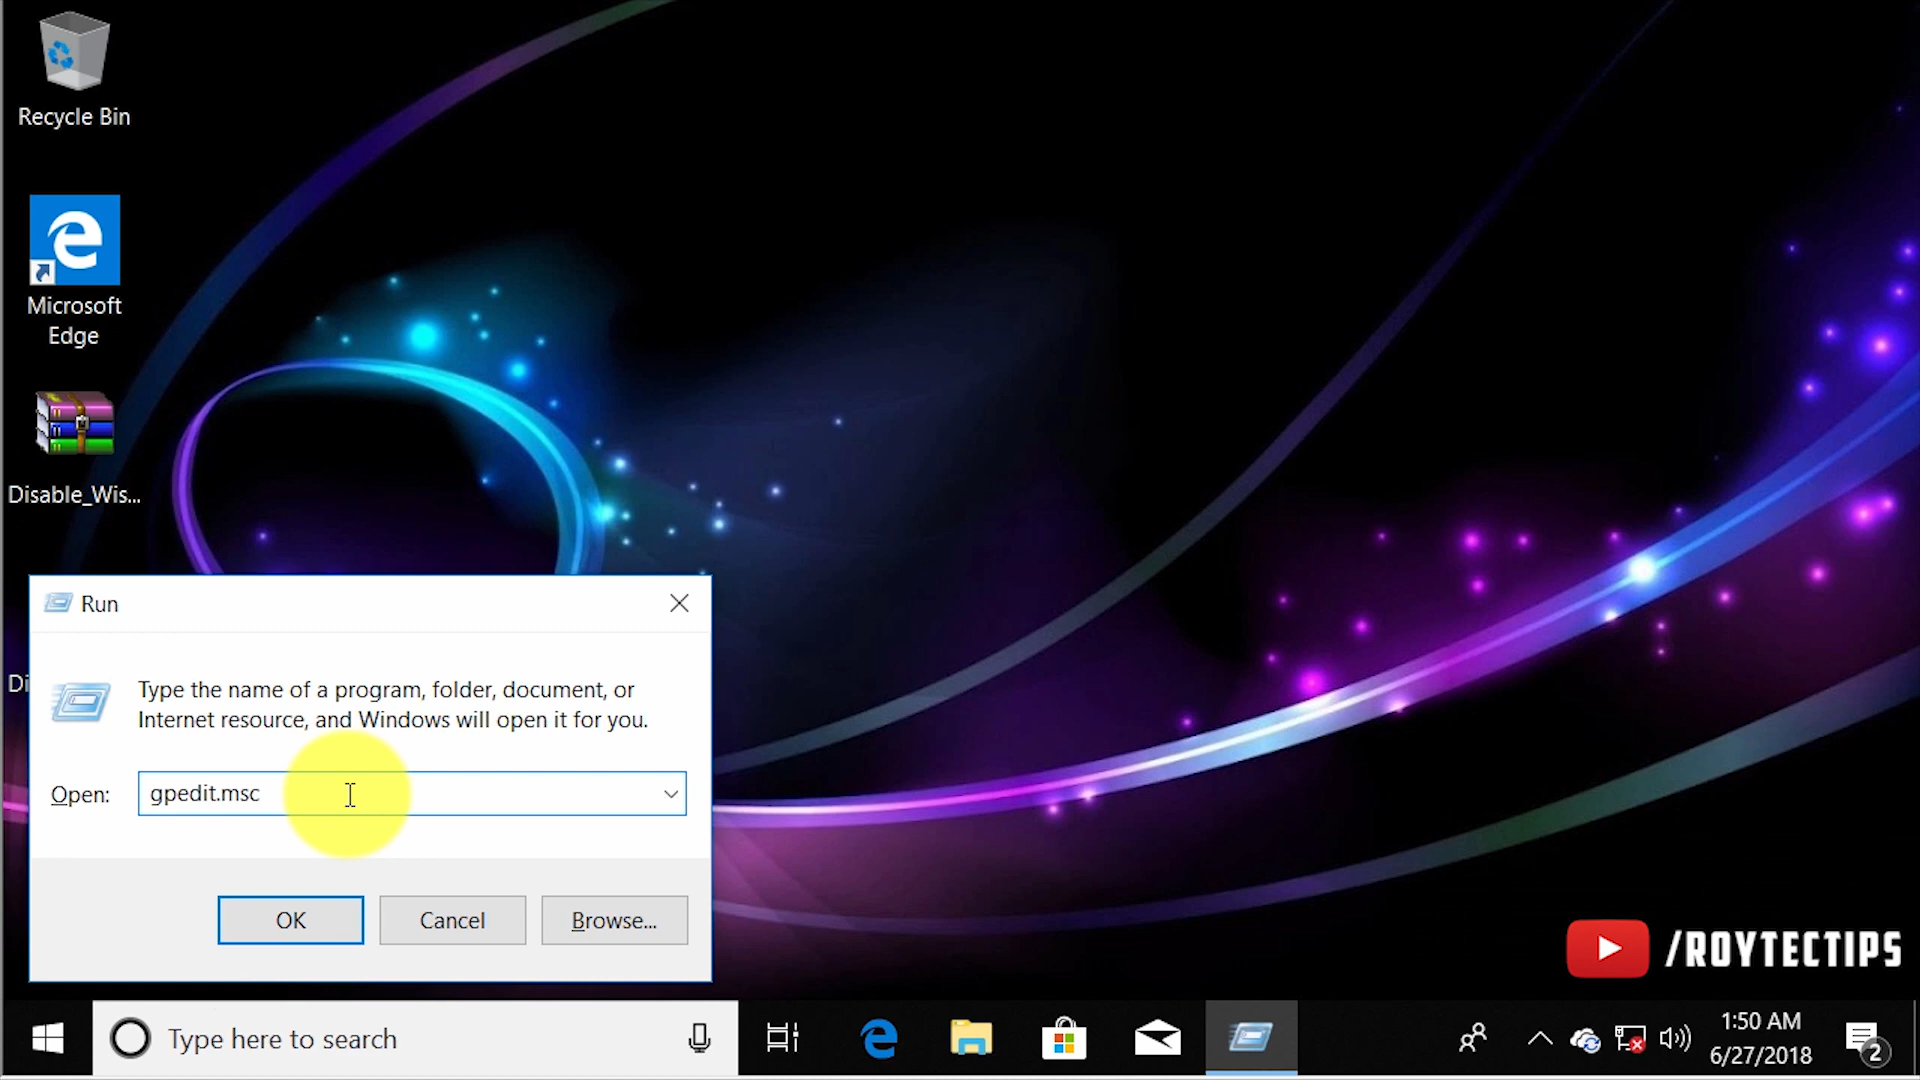 Recycle Bin
Microsoft
Edge
Disable_Wis...
Di
Run
Type the name of a program, folder, document, or
Internet resource, and Windows will open it for you.
Open:
gpedit.msc
OK
Cancel
Browse...
/ROYTECTIPS
Type here to search
1:50 AM
6/27/2018
2